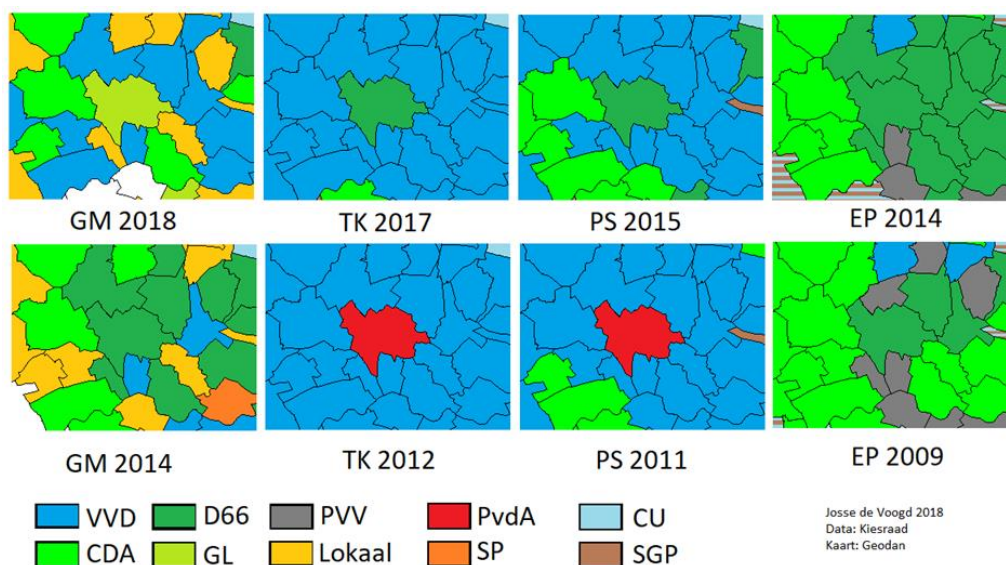 GM 2018 TK 2017 PS 2015 EP 2014
GM 2014 TK 2012 PS 2011 EP 2009
VVD D66 PVV PvdA CU
CDA GL Lokaal SP SGP
Josse de Voogd 2018
Data: Kiesraad
Kaart: Geodan